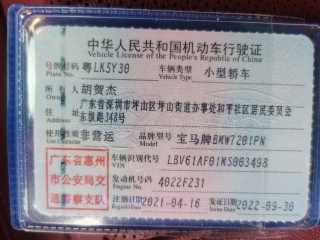 中华人民共和国机动车行驶证
Vehicle License of the People's Republic of China
号牌号码 粤LK5Y30 车辆类型 小型轿车
Plate No. Vehicle Type
所有人 胡贺杰
Owner
住址 广东省深圳市坪山区坪山街道办事处和平社区居民委员会
东纵路348号
使用性质 非营运 品牌型号 宝马牌BMW7201PN
Use Character Model
广东省惠州
市公安局交
通警察支队
车辆识别代号 LBV61AF01MS003498
VIN
发动机号码 4022F231
Engine No.
注册日期 2021-04-16 发证日期 2022-09-30
Register Date Issue Date